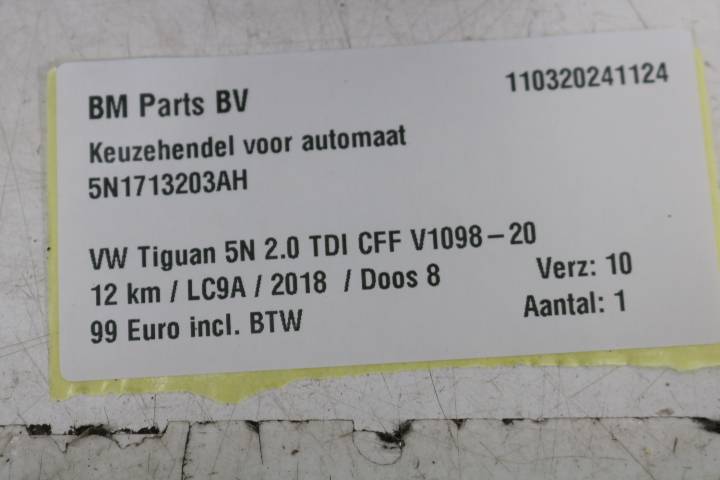 BM Parts BV 110320241124
Keuzehendel voor automaat
5N1713203AH
VW Tiguan 5N 2.0 TDI CFF V1098-20
12 km / LC9A / 2018 / Doos 8 Verz: 10
99 Euro incl. BTW Aantal: 1